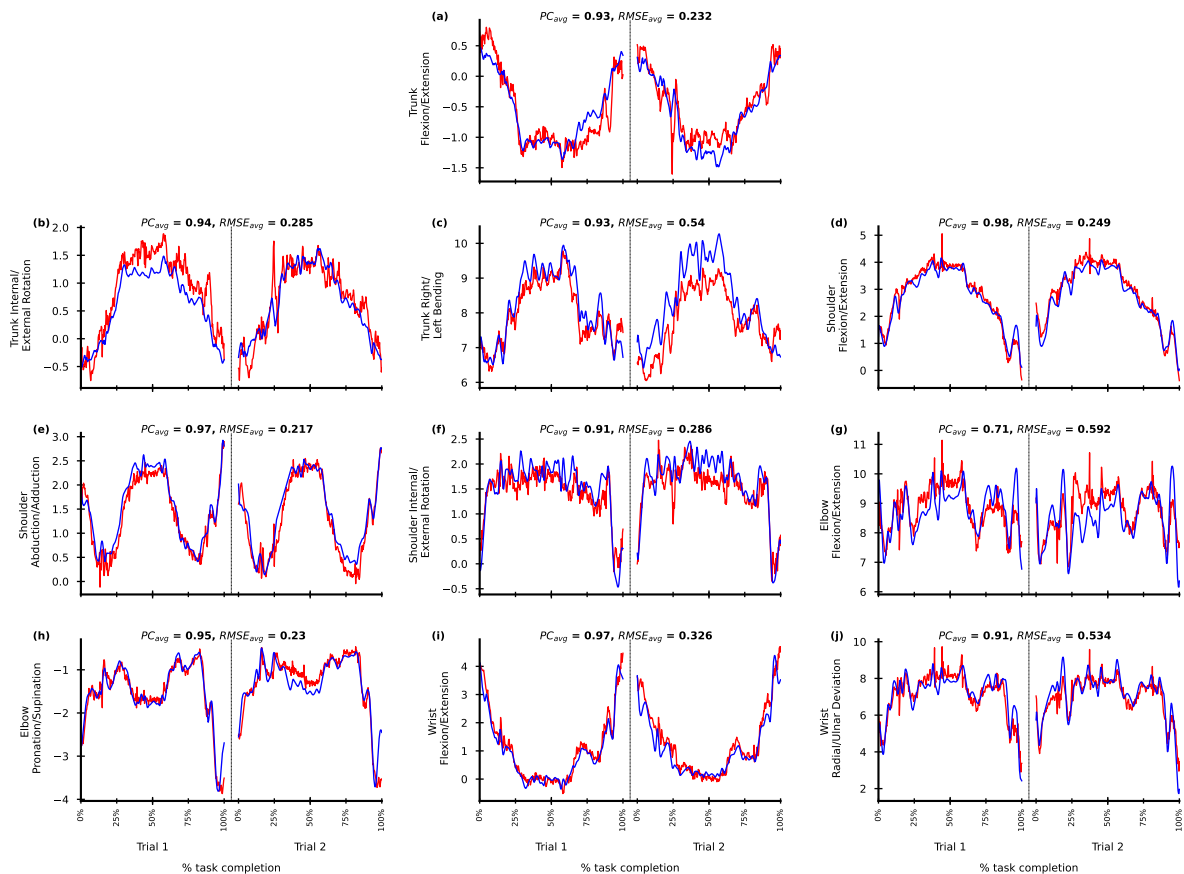 (a) PCavg = 0.93, RMSEavg = 0.232
Trunk
Flexion/Extension
0.5
0.0
−0.5
−1.0
−1.5
(b) PCavg = 0.94, RMSEavg = 0.285
Trunk Internal/
External Rotation
2.0
1.5
1.0
0.5
0.0
−0.5
(c) PCavg = 0.93, RMSEavg = 0.54
Trunk Right/
Left Bending
10
9
8
7
6
(d) PCavg = 0.98, RMSEavg = 0.249
Shoulder
Flexion/Extension
5
4
3
2
1
0
(e) PCavg = 0.97, RMSEavg = 0.217
Shoulder
Abduction/Adduction
3.0
2.5
2.0
1.5
1.0
0.5
0.0
(f) PCavg = 0.91, RMSEavg = 0.286
Shoulder Internal/
External Rotation
2.5
2.0
1.5
1.0
0.5
0.0
−0.5
(g) PCavg = 0.71, RMSEavg = 0.592
Elbow
Flexion/Extension
11
10
9
8
7
6
(h) PCavg = 0.95, RMSEavg = 0.23
Elbow
Pronation/Supination
−1
−2
−3
−4
0% 25% 50% 75% 100% 0% 25% 50% 75% 100%
Trial 1 Trial 2
% task completion
(i) PCavg = 0.97, RMSEavg = 0.326
Wrist
Flexion/Extension
4
3
2
1
0
0% 25% 50% 75% 100% 0% 25% 50% 75% 100%
Trial 1 Trial 2
% task completion
(j) PCavg = 0.91, RMSEavg = 0.534
Wrist
Radial/Ulnar Deviation
10
8
6
4
2
0% 25% 50% 75% 100% 0% 25% 50% 75% 100%
Trial 1 Trial 2
% task completion